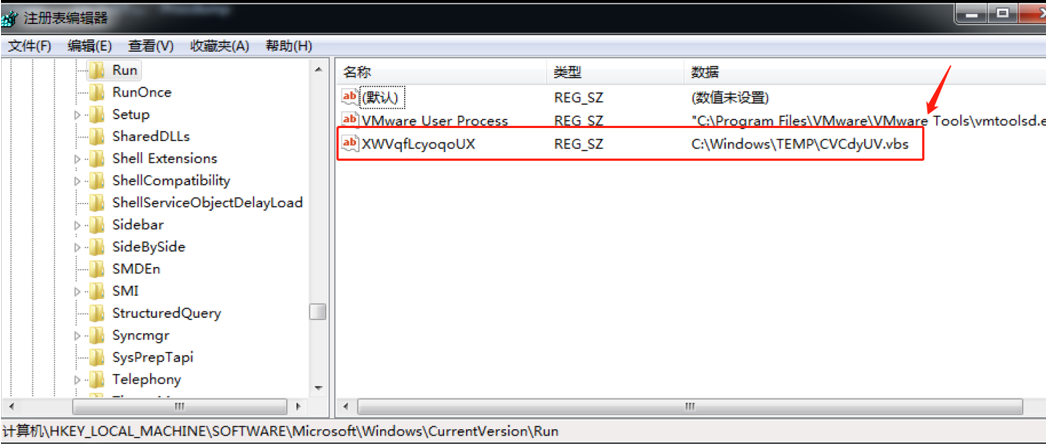 注册表编辑器
文件(F) 编辑(E) 查看(V) 收藏夹(A) 帮助(H)
Run
RunOnce
Setup
SharedDLLs
Shell Extensions
ShellCompatibility
ShellServiceObjectDelayLoad
Sidebar
SideBySide
SMDEn
SMI
StructuredQuery
Syncmgr
SysPrepTapi
Telephony
名称 类型 数据
ab (默认) REG_SZ (数值未设置)
ab VMware User Process REG_SZ "C:\Program Files\VMware\VMware Tools\vmtoolsd.e
ab XWVqfLcyoqoUX REG_SZ C:\Windows\TEMP\CVCdyUV.vbs
计算机\HKEY_LOCAL_MACHINE\SOFTWARE\Microsoft\Windows\CurrentVersion\Run